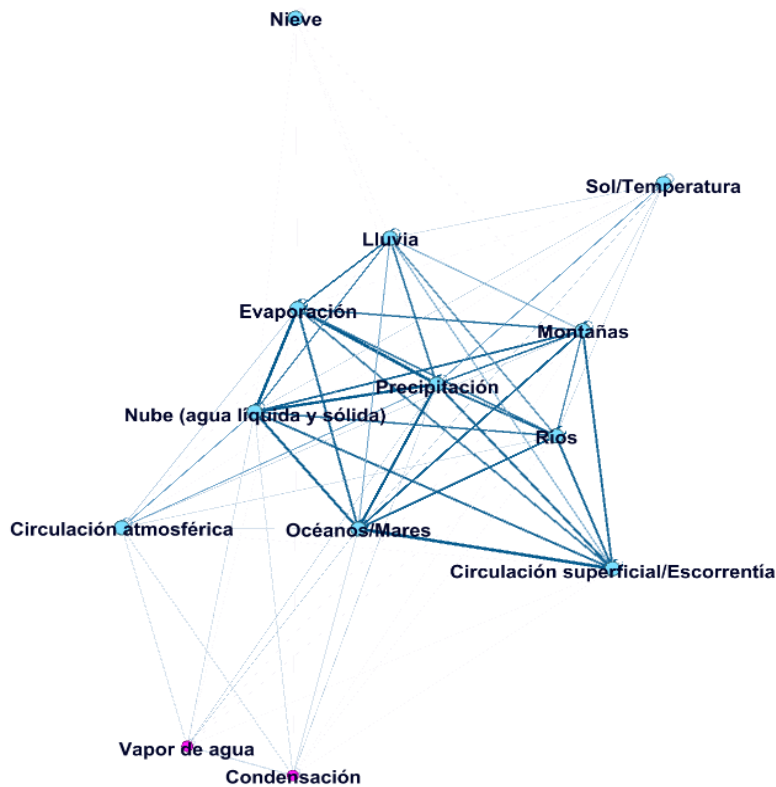 Nieve
Sol/Temperatura
Lluvia
Evaporación
Montañas
Precipitación
Nube (agua líquida y sólida)
Ríos
Circulación atmosférica
Océanos/Mares
Circulación superficial/Escorrentía
Vapor de agua
Condensación